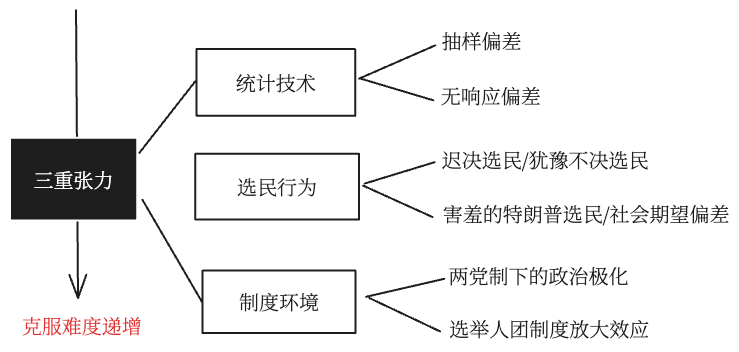 三重张力
克服难度递增
统计技术
抽样偏差
无响应偏差
选民行为
迟决选民/犹豫不决选民
害羞的特朗普选民/社会期望偏差
制度环境
两党制下的政治极化
选举人团制度放大效应